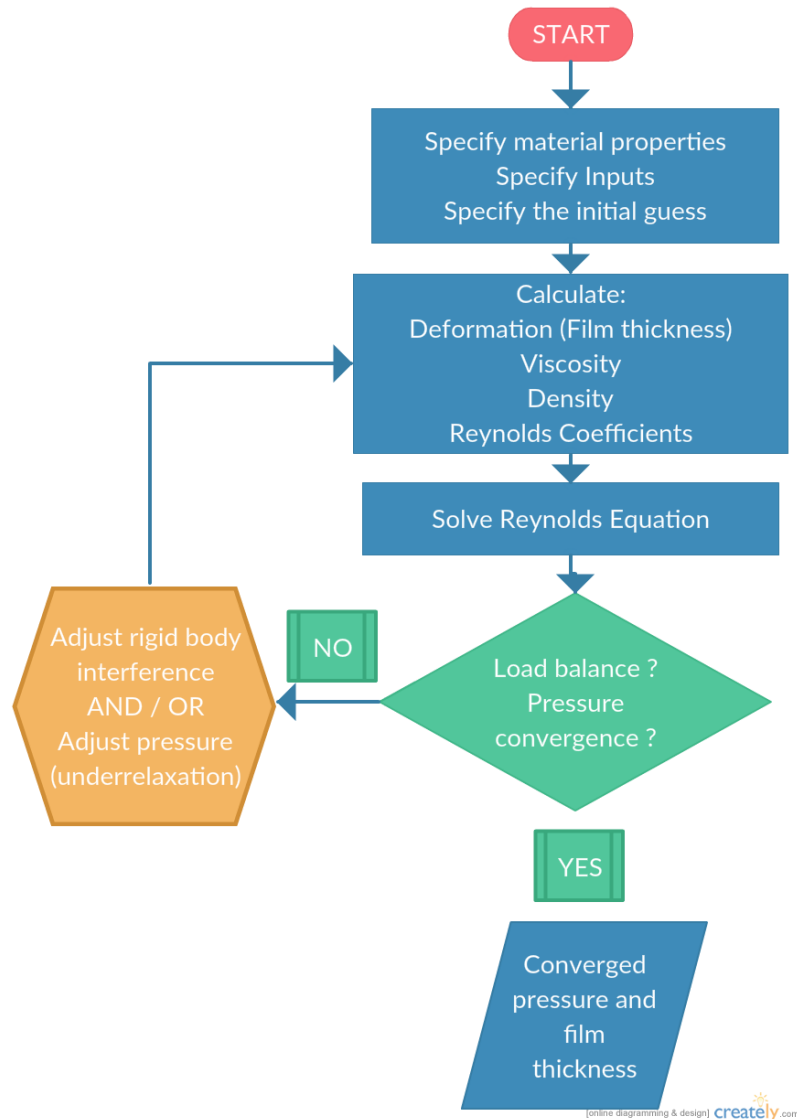 START
Specify material properties
Specify Inputs
Specify the initial guess
Calculate:
Deformation (Film thickness)
Viscosity
Density
Reynolds Coefficients
Solve Reynolds Equation
Load balance ?
Pressure
convergence ?
NO
Adjust rigid body
interference
AND / OR
Adjust pressure
(underrelaxation)
YES
Converged
pressure and
film
thickness
[online diagramming & design] creately.com